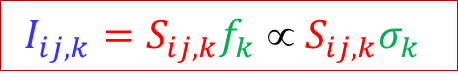 I_{ij,k} = S_{ij,k} f_k ∝ S_{ij,k} σ_k